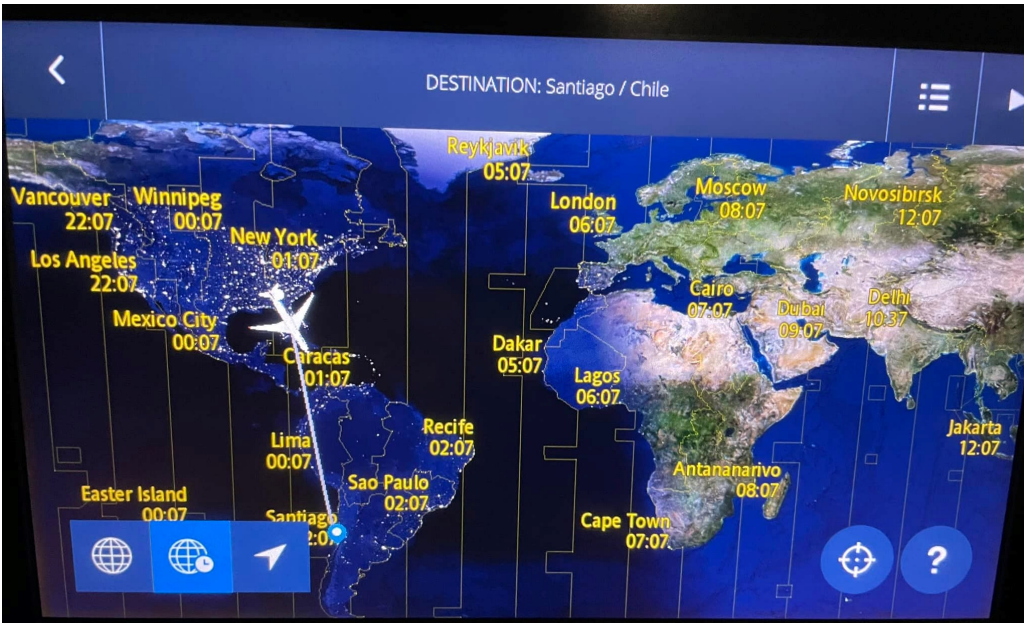 DESTINATION: Santiago / Chile
Reykjavik
05:07
Vancouver
22:07
Winnipeg
00:07
London
06:07
Moscow
08:07
Novosibirsk
12:07
New York
01:07
Los Angeles
22:07
Cairo
07:07
Dubai
09:07
Delhi
10:37
Mexico City
00:07
Dakar
05:07
Caracas
01:07
Lagos
06:07
Lima
00:07
Recife
02:07
Jakarta
12:07
Sao Paulo
02:07
Antananarivo
08:07
Easter Island
00:07
Santiago
2:07
Cape Town
07:07
?